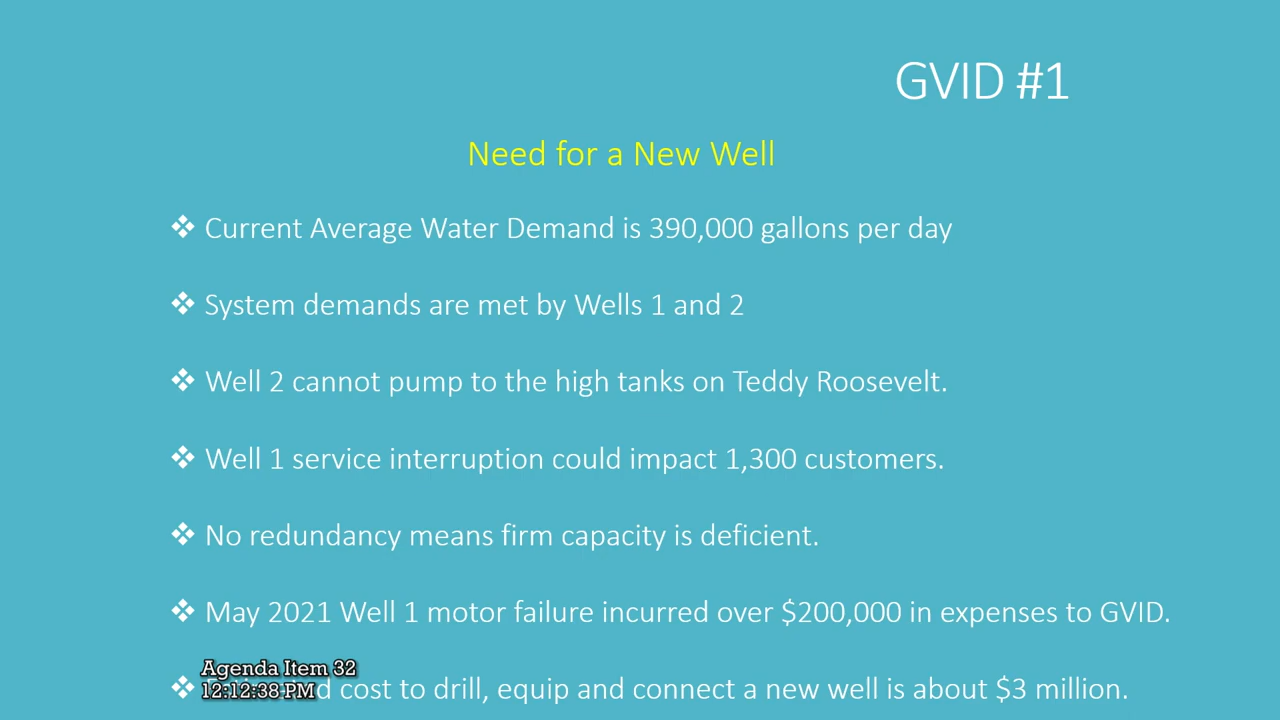 GVID #1
Need for a New Well
❖ Current Average Water Demand is 390,000 gallons per day
❖ System demands are met by Wells 1 and 2
❖ Well 2 cannot pump to the high tanks on Teddy Roosevelt.
❖ Well 1 service interruption could impact 1,300 customers.
❖ No redundancy means firm capacity is deficient.
❖ May 2021 Well 1 motor failure incurred over $200,000 in expenses to GVID.
Agenda Item 32
12:12:38 PM
❖ cost to drill, equip and connect a new well is about $3 million.